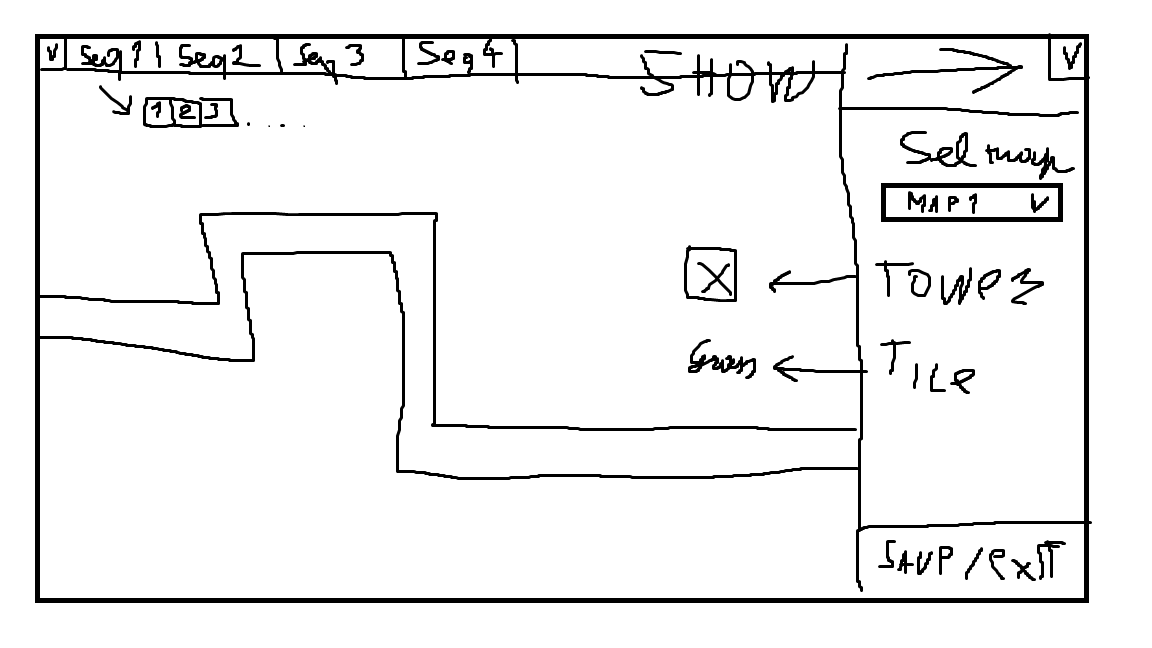 V Seq 1 Seq 2 Seq 3 Seq 4 SHOW V
1 2 3 . . . .
Sel map
MAP 1 V
X TOWER
Grass TILE
SAVE / EXIT